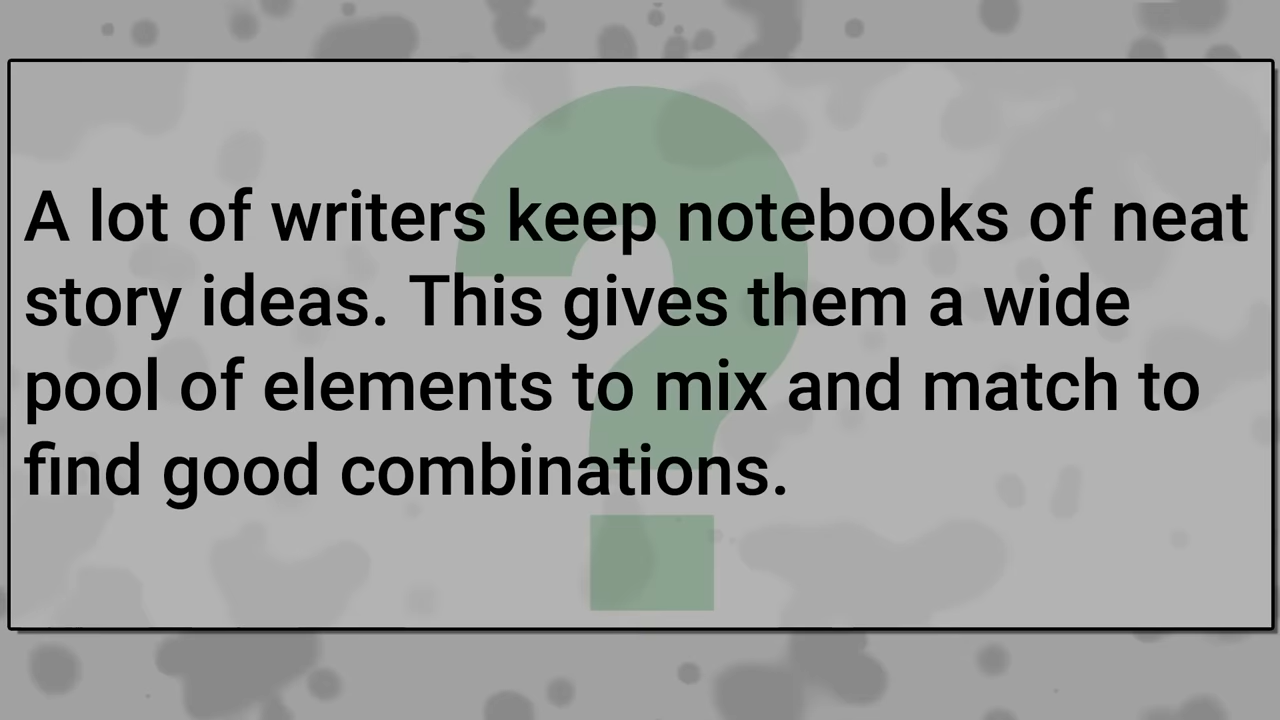 A lot of writers keep notebooks of neat
story ideas. This gives them a wide
pool of elements to mix and match to
find good combinations.